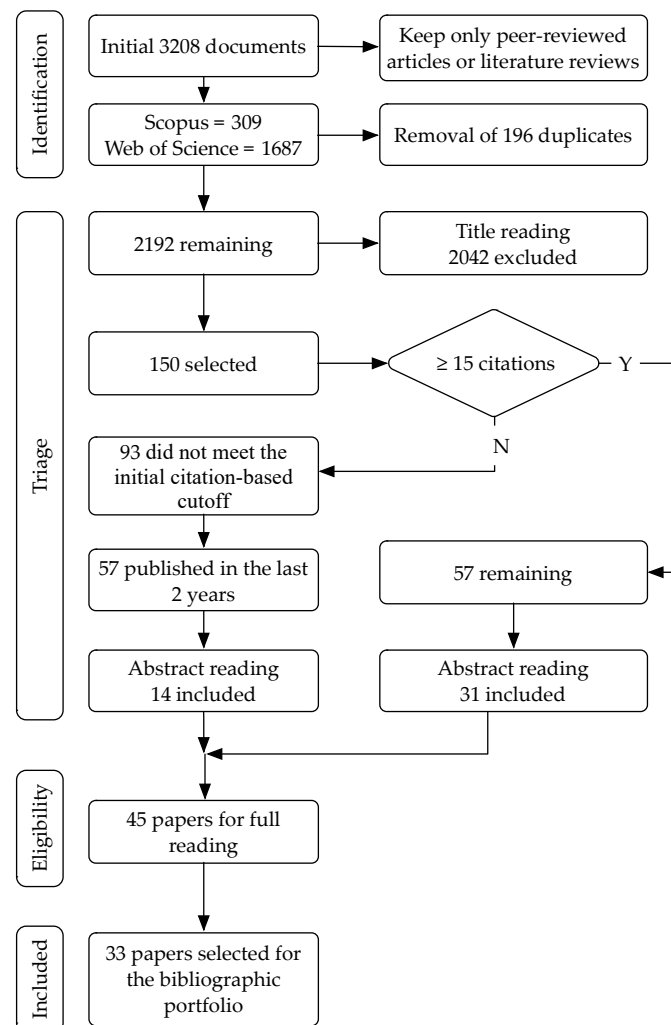 Identification
Initial 3208 documents
Keep only peer-reviewed
articles or literature reviews
Scopus = 309
Web of Science = 1687
Removal of 196 duplicates
Triage
2192 remaining
Title reading
2042 excluded
150 selected
≥ 15 citations
Y
N
93 did not meet the
initial citation-based
cutoff
57 published in the last
2 years
57 remaining
Abstract reading
14 included
Abstract reading
31 included
Eligibility
45 papers for full
reading
Included
33 papers selected for
the bibliographic
portfolio